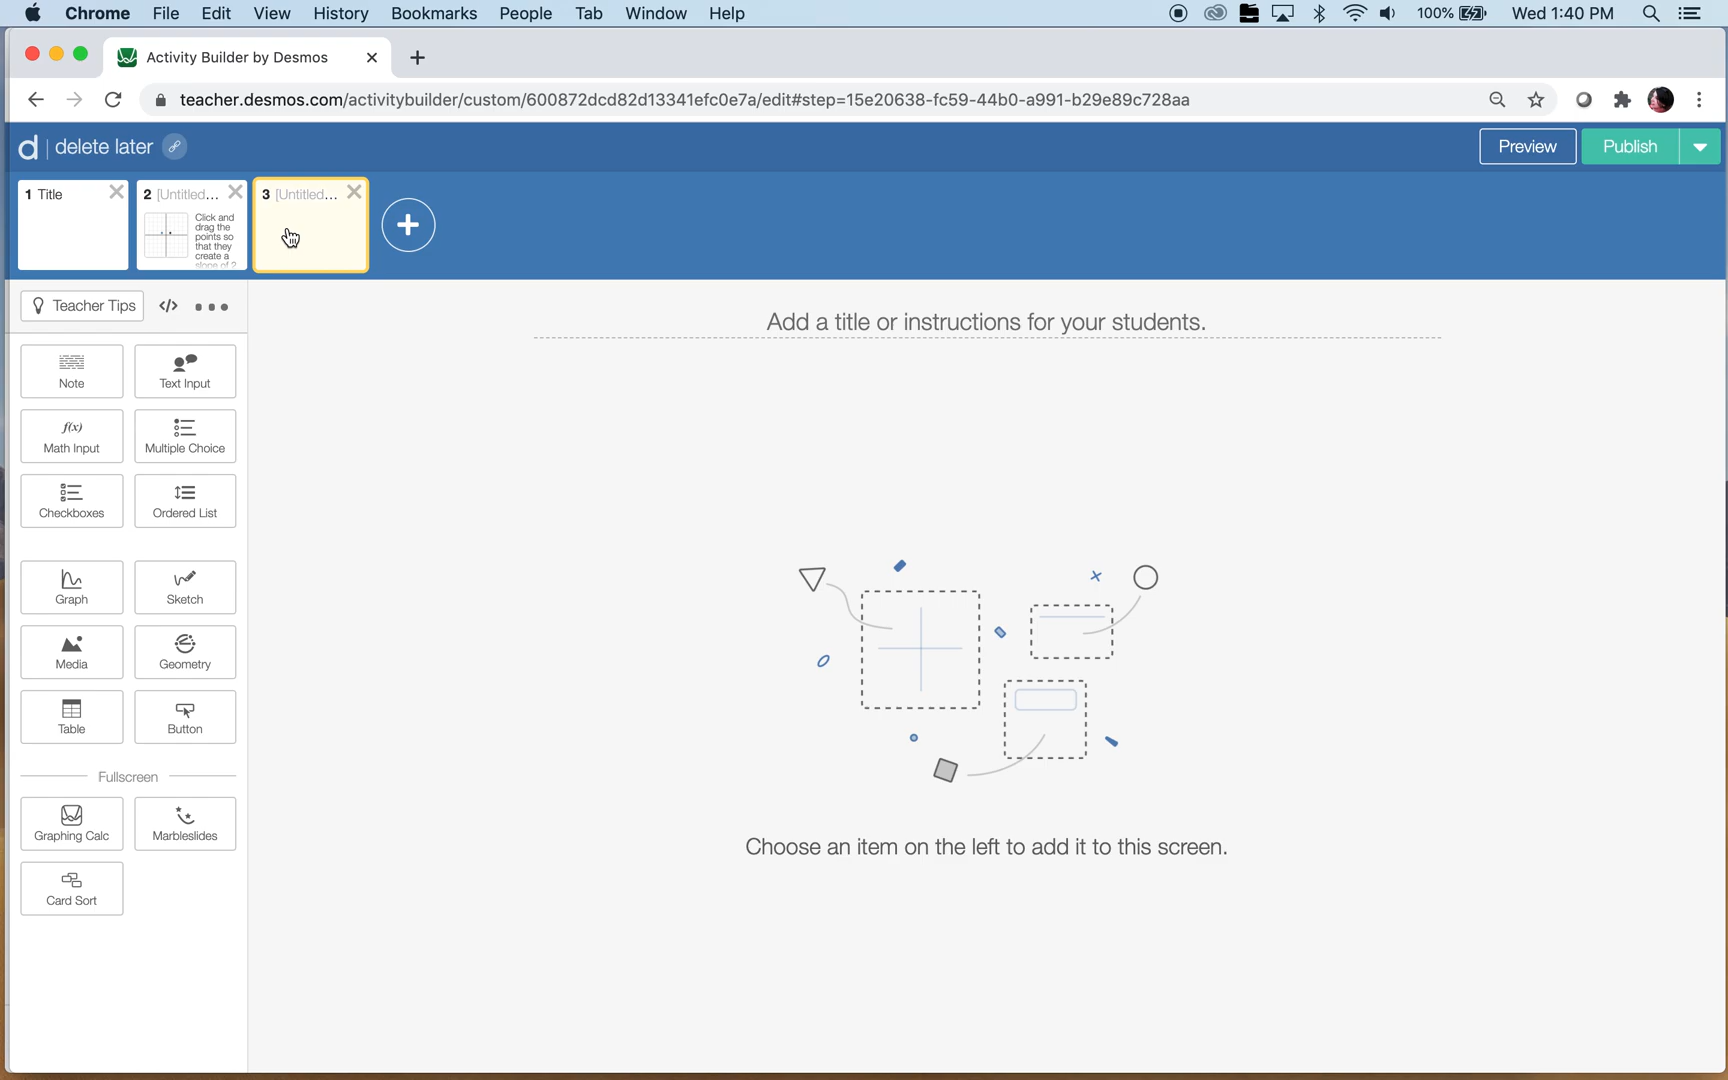 Chrome File Edit View History Bookmarks People Tab Window Help 100% Wed 1:40 PM
Activity Builder by Desmos
teacher.desmos.com/activitybuilder/custom/600872dcd82d13341efc0e7a/edit#step=15e20638-fc59-44b0-a991-b29e89c728aa
d | delete later Preview Publish
1 Title 2 [Untitled... 3 [Untitled...
Click and
drag the
points so
that they
create a
slope of 2
Teacher Tips </>
Add a title or instructions for your students.
Note Text Input
f(x)
Math Input Multiple Choice
Checkboxes Ordered List
Graph Sketch
Media Geometry
Table Button
Fullscreen
Graphing Calc Marbleslides
Choose an item on the left to add it to this screen.
Card Sort